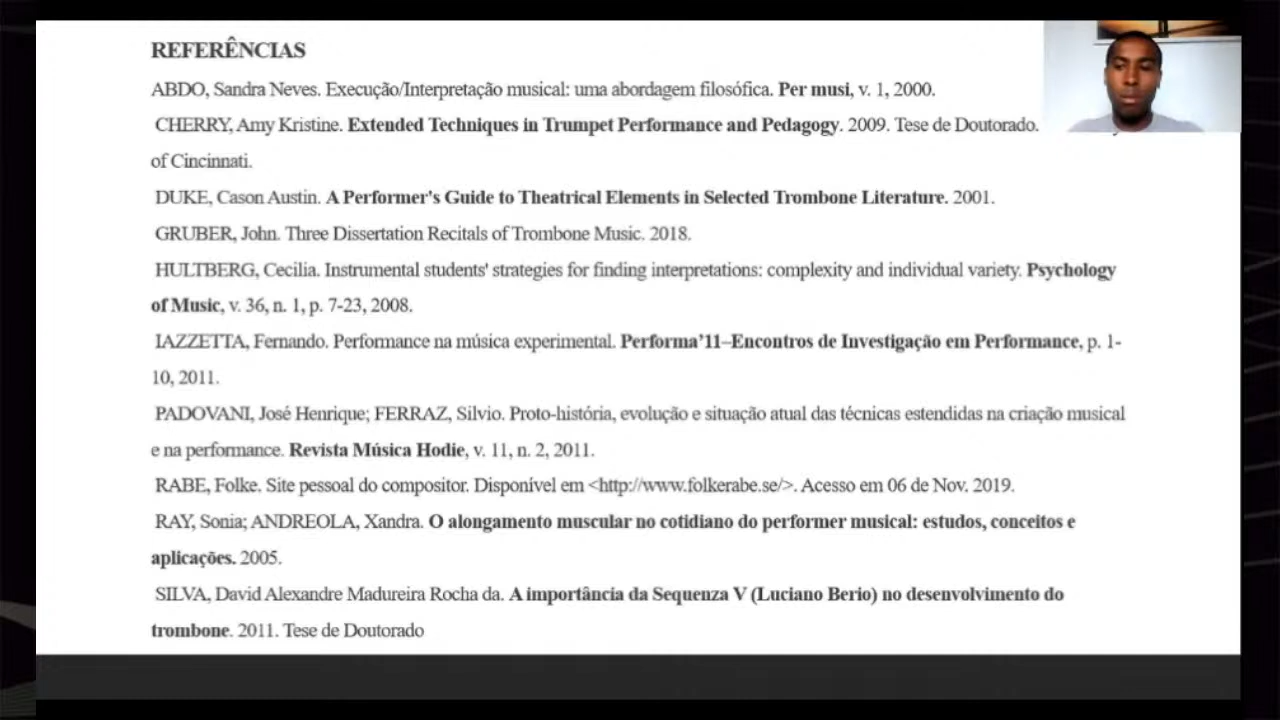 REFERÊNCIAS
ABDO, Sandra Neves. Execução/Interpretação musical: uma abordagem filosófica. Per musi, v. 1, 2000.
CHERRY, Amy Kristine. Extended Techniques in Trumpet Performance and Pedagogy. 2009. Tese de Doutorado.
of Cincinnati.
DUKE, Cason Austin. A Performer's Guide to Theatrical Elements in Selected Trombone Literature. 2001.
GRUBER, John. Three Dissertation Recitals of Trombone Music. 2018.
HULTBERG, Cecilia. Instrumental students' strategies for finding interpretations: complexity and individual variety. Psychology
of Music, v. 36, n. 1, p. 7-23, 2008.
IAZZETTA, Fernando. Performance na música experimental. Performa’11–Encontros de Investigação em Performance, p. 1-
10, 2011.
PADOVANI, José Henrique; FERRAZ, Silvio. Proto-história, evolução e situação atual das técnicas estendidas na criação musical
e na performance. Revista Música Hodie, v. 11, n. 2, 2011.
RABE, Folke. Site pessoal do compositor. Disponível em <http://www.folkerabe.se/>. Acesso em 06 de Nov. 2019.
RAY, Sonia; ANDREOLA, Xandra. O alongamento muscular no cotidiano do performer musical: estudos, conceitos e
aplicações. 2005.
SILVA, David Alexandre Madureira Rocha da. A importância da Sequenza V (Luciano Berio) no desenvolvimento do
trombone. 2011. Tese de Doutorado